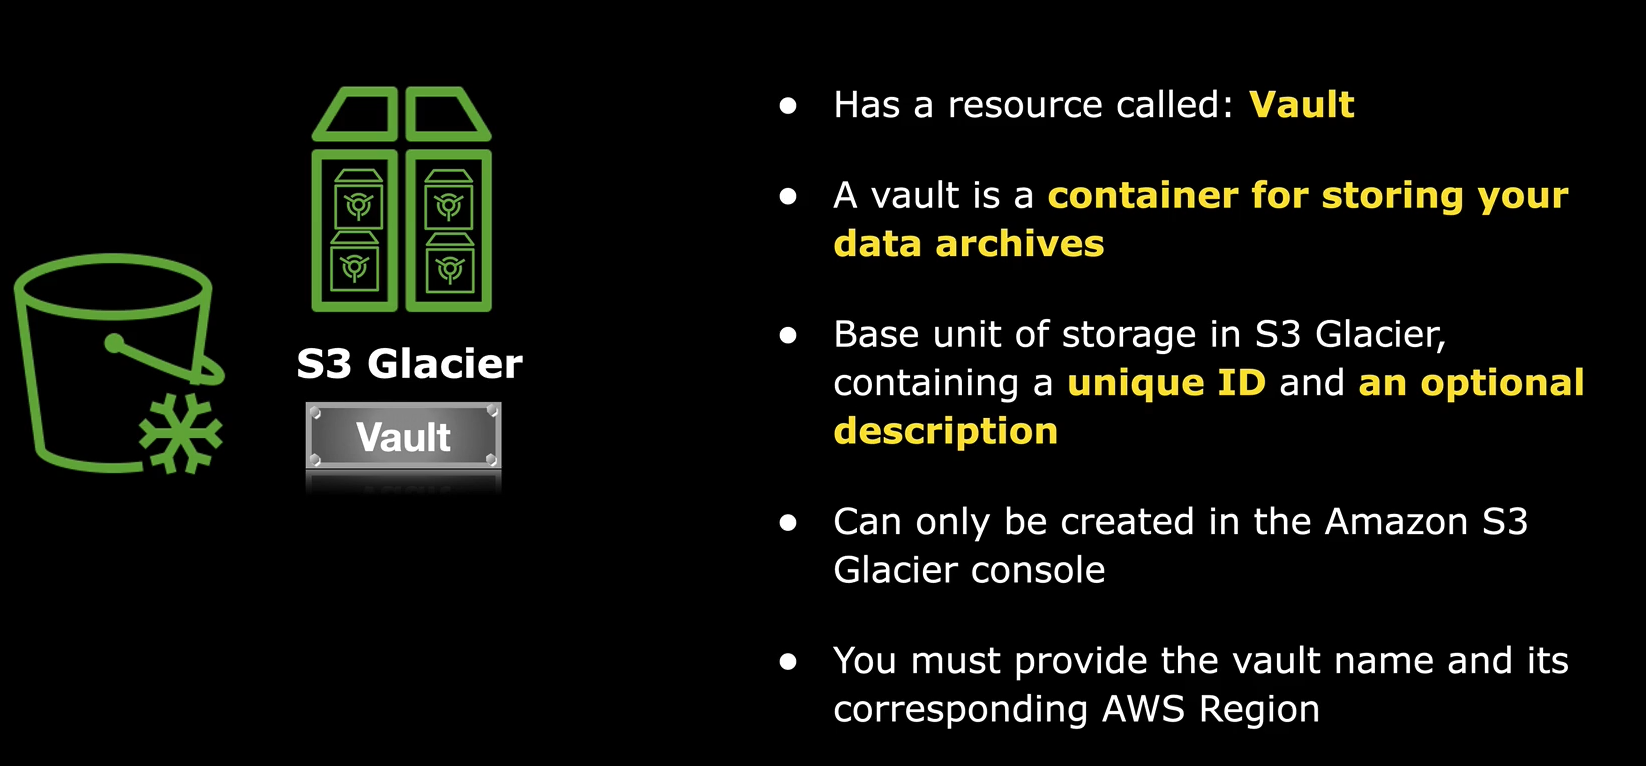 S3 Glacier
Vault
● Has a resource called: Vault
● A vault is a container for storing your
data archives
● Base unit of storage in S3 Glacier,
containing a unique ID and an optional
description
● Can only be created in the Amazon S3
Glacier console
● You must provide the vault name and its
corresponding AWS Region